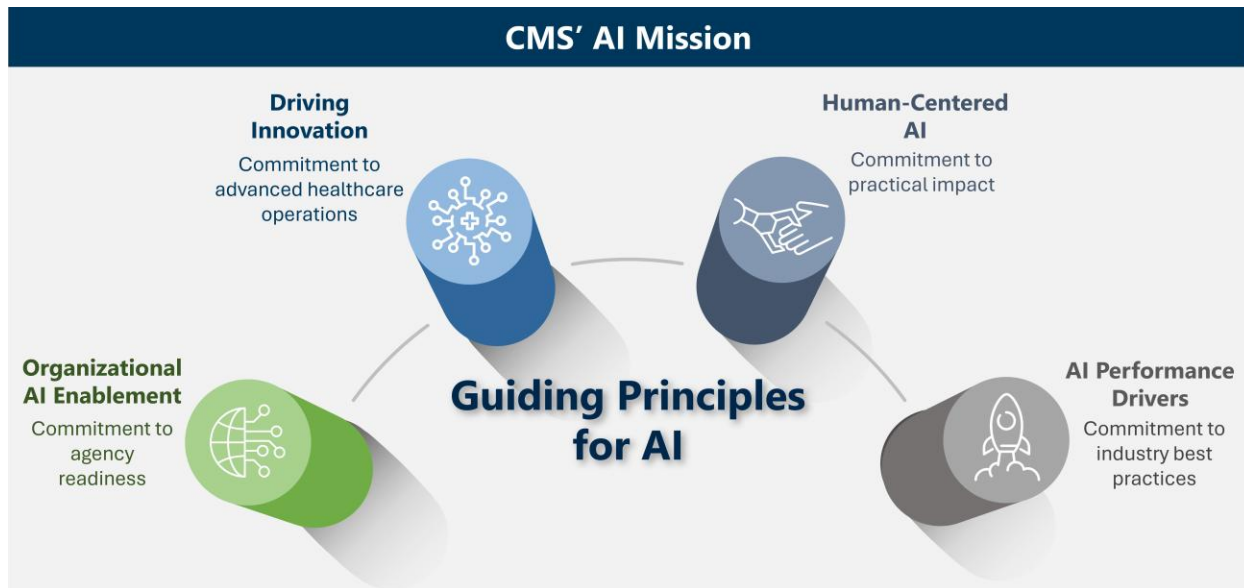 CMS' AI Mission
Driving
Innovation
Commitment to
advanced healthcare
operations
Human-Centered
AI
Commitment to
practical impact
Organizational
AI Enablement
Commitment to
agency
readiness
Guiding Principles
for AI
AI Performance
Drivers
Commitment to
industry best
practices